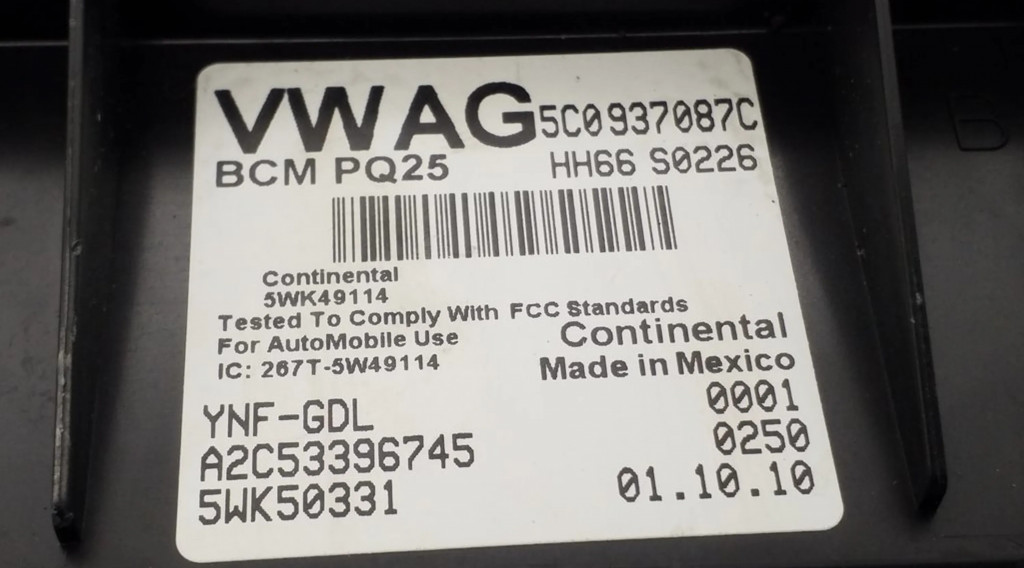 VWAG 5C0937087C
BCM PQ25 HH66 S0226
Continental
5WK49114
Tested To Comply With FCC Standards
For AutoMobile Use
IC: 267T-5W49114
Continental
Made in Mexico
YNF-GDL 0001
A2C53396745 0250
5WK50331 01.10.10